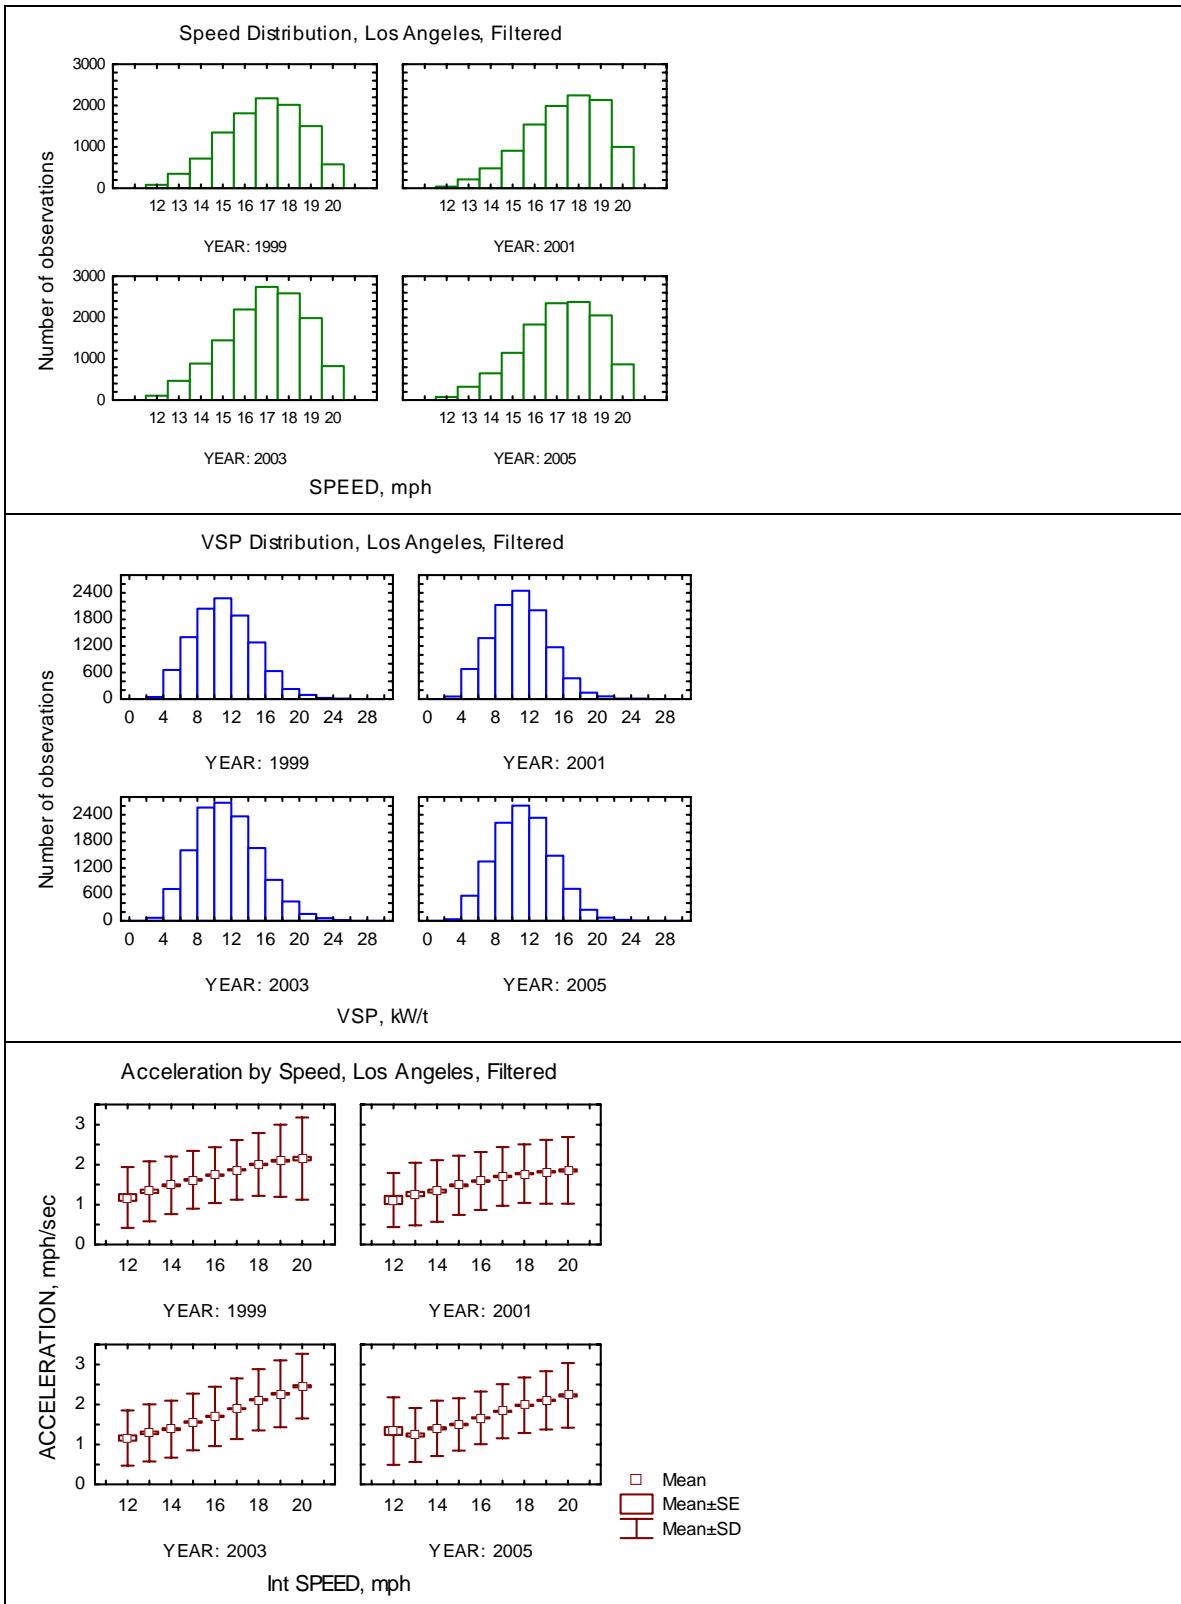 Speed Distribution, Los Angeles, Filtered
Number of observations
3000
2000
1000
0
12 13 14 15 16 17 18 19 20
12 13 14 15 16 17 18 19 20
YEAR: 1999
YEAR: 2001
3000
2000
1000
0
12 13 14 15 16 17 18 19 20
12 13 14 15 16 17 18 19 20
YEAR: 2003
YEAR: 2005
SPEED, mph
VSP Distribution, Los Angeles, Filtered
Number of observations
2400
1800
1200
600
0
0 4 8 12 16 20 24 28
0 4 8 12 16 20 24 28
YEAR: 1999
YEAR: 2001
2400
1800
1200
600
0
0 4 8 12 16 20 24 28
0 4 8 12 16 20 24 28
YEAR: 2003
YEAR: 2005
VSP, kW/t
Acceleration by Speed, Los Angeles, Filtered
ACCELERATION, mph/sec
3
2
1
0
12 14 16 18 20
12 14 16 18 20
YEAR: 1999
YEAR: 2001
3
2
1
0
12 14 16 18 20
12 14 16 18 20
YEAR: 2003
YEAR: 2005
Int SPEED, mph
Mean
Mean±SE
Mean±SD